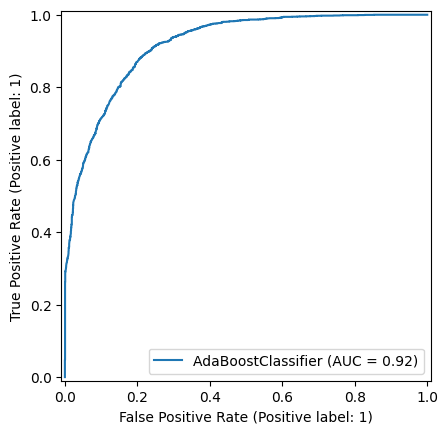 1.0
0.8
0.6
0.4
0.2
0.0
True Positive Rate (Positive label: 1)
AdaBoostClassifier (AUC = 0.92)
0.0 0.2 0.4 0.6 0.8 1.0
False Positive Rate (Positive label: 1)